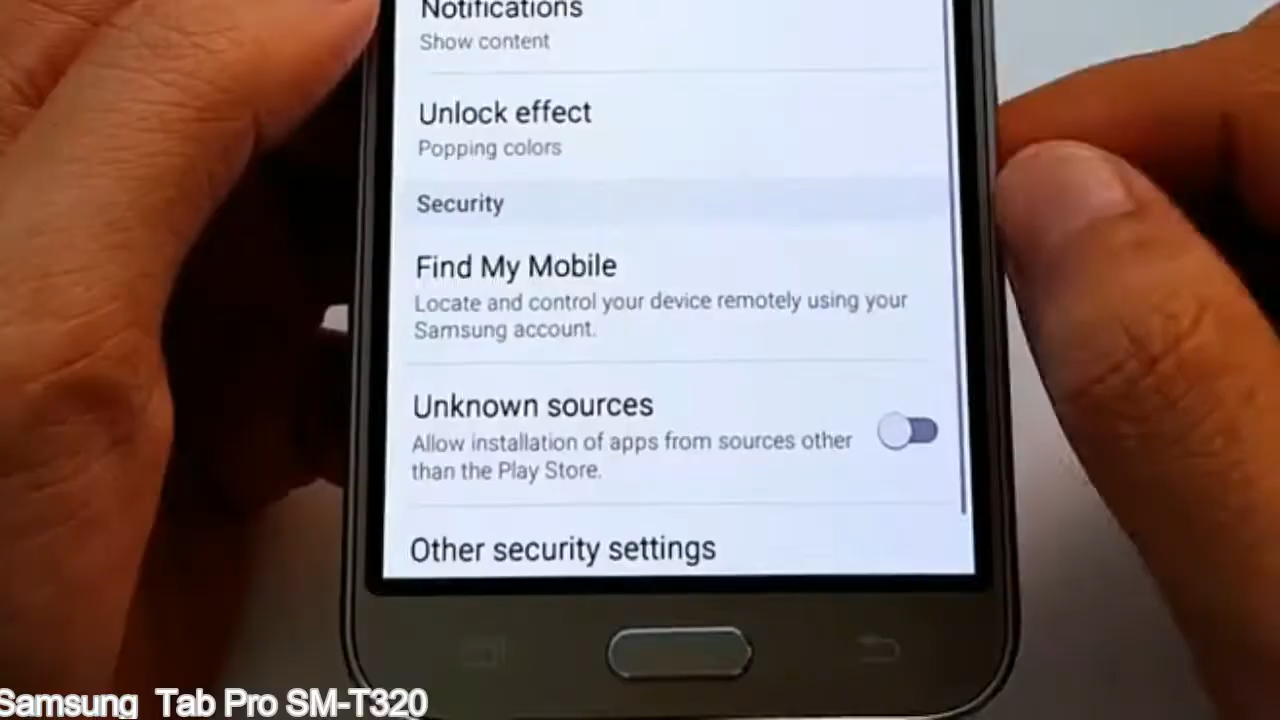 Notifications
Show content
Unlock effect
Popping colors
Security
Find My Mobile
Locate and control your device remotely using your
Samsung account.
Unknown sources
Allow installation of apps from sources other
than the Play Store.
Other security settings
Samsung Tab Pro SM-T320